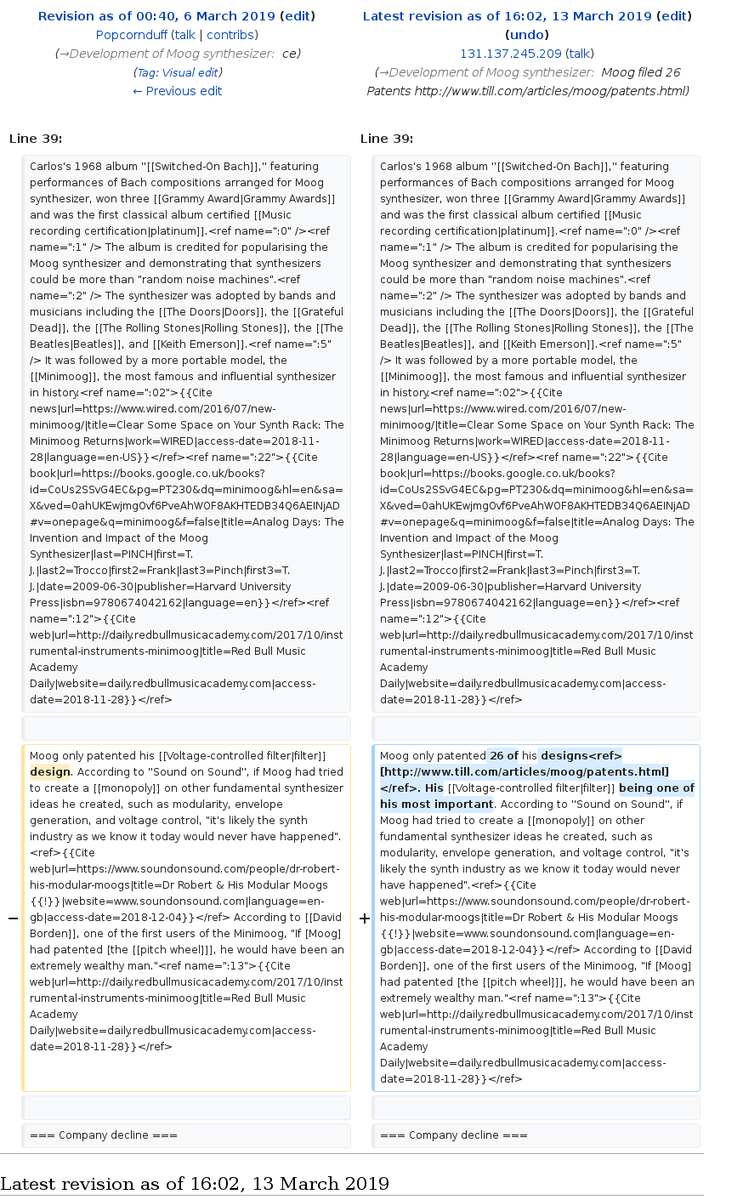 Revision as of 00:40, 6 March 2019 (edit)
Popcornduff (talk | contribs)
(→Development of Moog synthesizer: ce)
(Tag: Visual edit)
← Previous edit
Latest revision as of 16:02, 13 March 2019 (edit)
(undo)
131.137.245.209 (talk)
(→Development of Moog synthesizer: Moog filed 26
Patents http://www.till.com/articles/moog/patents.html)
Line 39:
Line 39:
Carlos's 1968 album "[[Switched-On Bach]]," featuring
performances of Bach compositions arranged for Moog
synthesizer, won three [[Grammy Award|Grammy Awards]]
and was the first classical album certified [[Music
recording certification|platinum]].<ref name=":0" /><ref
name=":1" /> The album is credited for popularising the
Moog synthesizer and demonstrating that synthesizers
could be more than "random noise machines".<ref
name=":2" /> The synthesizer was adopted by bands and
musicians including the [[The Doors|Doors]], the [[Grateful
Dead]], the [[The Rolling Stones|Rolling Stones]], the [[The
Beatles|Beatles]], and [[Keith Emerson]].<ref name=":5"
/> It was followed by a more portable model, the
[[Minimoog]], the most famous and influential synthesizer
in history.<ref name=":02">{{Cite
news|url=https://www.wired.com/2016/07/new-
minimoog/|title=Clear Some Space on Your Synth Rack: The
Minimoog Returns|work=WIRED|access-date=2018-11-
28|language=en-US}}</ref><ref name=":22">{{Cite
book|url=https://books.google.co.uk/books?
id=CoUs2SSvG4EC&pg=PT230&dq=minimoog&hl=en&sa=
X&ved=0ahUKEwjmgOvf6PveAhWOF8AKHTEDB34Q6AEINjAD
#v=onepage&q=minimoog&f=false|title=Analog Days: The
Invention and Impact of the Moog
Synthesizer|last=PINCH|first=T.
J.|last2=Trocco|first2=Frank|last3=Pinch|first3=T.
J.|date=2009-06-30|publisher=Harvard University
Press|isbn=9780674042162|language=en}}</ref><ref
name=":12">{{Cite
web|url=http://daily.redbullmusicacademy.com/2017/10/inst
rumental-instruments-minimoog|title=Red Bull Music
Academy
Daily|website=daily.redbullmusicacademy.com|access-
date=2018-11-28}}</ref>
Carlos's 1968 album "[[Switched-On Bach]]," featuring
performances of Bach compositions arranged for Moog
synthesizer, won three [[Grammy Award|Grammy Awards]]
and was the first classical album certified [[Music
recording certification|platinum]].<ref name=":0" /><ref
name=":1" /> The album is credited for popularising the
Moog synthesizer and demonstrating that synthesizers
could be more than "random noise machines".<ref
name=":2" /> The synthesizer was adopted by bands and
musicians including the [[The Doors|Doors]], the [[Grateful
Dead]], the [[The Rolling Stones|Rolling Stones]], the [[The
Beatles|Beatles]], and [[Keith Emerson]].<ref name=":5"
/> It was followed by a more portable model, the
[[Minimoog]], the most famous and influential synthesizer
in history.<ref name=":02">{{Cite
news|url=https://www.wired.com/2016/07/new-
minimoog/|title=Clear Some Space on Your Synth Rack: The
Minimoog Returns|work=WIRED|access-date=2018-11-
28|language=en-US}}</ref><ref name=":22">{{Cite
book|url=https://books.google.co.uk/books?
id=CoUs2SSvG4EC&pg=PT230&dq=minimoog&hl=en&sa=
X&ved=0ahUKEwjmgOvf6PveAhWOF8AKHTEDB34Q6AEINjAD
#v=onepage&q=minimoog&f=false|title=Analog Days: The
Invention and Impact of the Moog
Synthesizer|last=PINCH|first=T.
J.|last2=Trocco|first2=Frank|last3=Pinch|first3=T.
J.|date=2009-06-30|publisher=Harvard University
Press|isbn=9780674042162|language=en}}</ref><ref
name=":12">{{Cite
web|url=http://daily.redbullmusicacademy.com/2017/10/inst
rumental-instruments-minimoog|title=Red Bull Music
Academy
Daily|website=daily.redbullmusicacademy.com|access-
date=2018-11-28}}</ref>
−
Moog only patented his [[Voltage-controlled filter|filter]]
design. According to ''Sound on Sound'', if Moog had tried
to create a [[monopoly]] on other fundamental synthesizer
ideas he created, such as modularity, envelope
generation, and voltage control, "it's likely the synth
industry as we know it today would never have happened".
<ref>{{Cite
web|url=https://www.soundonsound.com/people/dr-robert-
his-modular-moogs|title=Dr Robert & His Modular Moogs
{{!}}|website=www.soundonsound.com|language=en-
gb|access-date=2018-12-04}}</ref> According to [[David
Borden]], one of the first users of the Minimoog, "If [Moog]
had patented [the [[pitch wheel]]], he would have been an
extremely wealthy man."<ref name=":13">{{Cite
web|url=http://daily.redbullmusicacademy.com/2017/10/inst
rumental-instruments-minimoog|title=Red Bull Music
Academy
Daily|website=daily.redbullmusicacademy.com|access-
date=2018-11-28}}</ref>
+
Moog only patented 26 of his designs<ref>
[http://www.till.com/articles/moog/patents.html]
</ref>. His [[Voltage-controlled filter|filter]] being one of
his most important. According to ''Sound on Sound'', if
Moog had tried to create a [[monopoly]] on other
fundamental synthesizer ideas he created, such as
modularity, envelope generation, and voltage control, "it's
likely the synth industry as we know it today would never
have happened".<ref>{{Cite
web|url=https://www.soundonsound.com/people/dr-robert-
his-modular-moogs|title=Dr Robert & His Modular Moogs
{{!}}|website=www.soundonsound.com|language=en-
gb|access-date=2018-12-04}}</ref> According to [[David
Borden]], one of the first users of the Minimoog, "If [Moog]
had patented [the [[pitch wheel]]], he would have been an
extremely wealthy man."<ref name=":13">{{Cite
web|url=http://daily.redbullmusicacademy.com/2017/10/inst
rumental-instruments-minimoog|title=Red Bull Music
Academy
Daily|website=daily.redbullmusicacademy.com|access-
date=2018-11-28}}</ref>
=== Company decline ===
=== Company decline ===
Latest revision as of 16:02, 13 March 2019